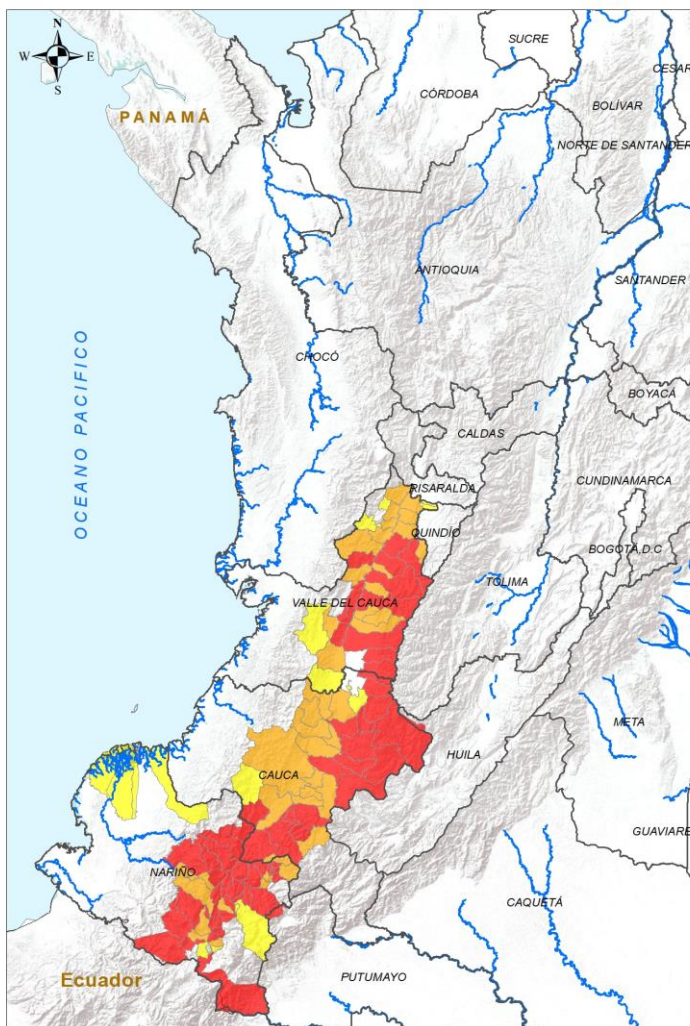 N
W E
S
SUCRE
CESAR
CÓRDOBA
BOLÍVAR
PANAMÁ
NORTE DE SANTANDER
ANTIOQUIA
SANTANDER
OCEANO PACIFICO
CHOCÓ
BOYACÁ
CALDAS
CUNDINAMARCA
RISARALDA
QUINDÍO
BOGOTÁ,D.C
TOLIMA
VALLE DEL CAUCA
META
HUILA
CAUCA
GUAVIARE
NARIÑO
CAQUETÁ
Ecuador
PUTUMAYO